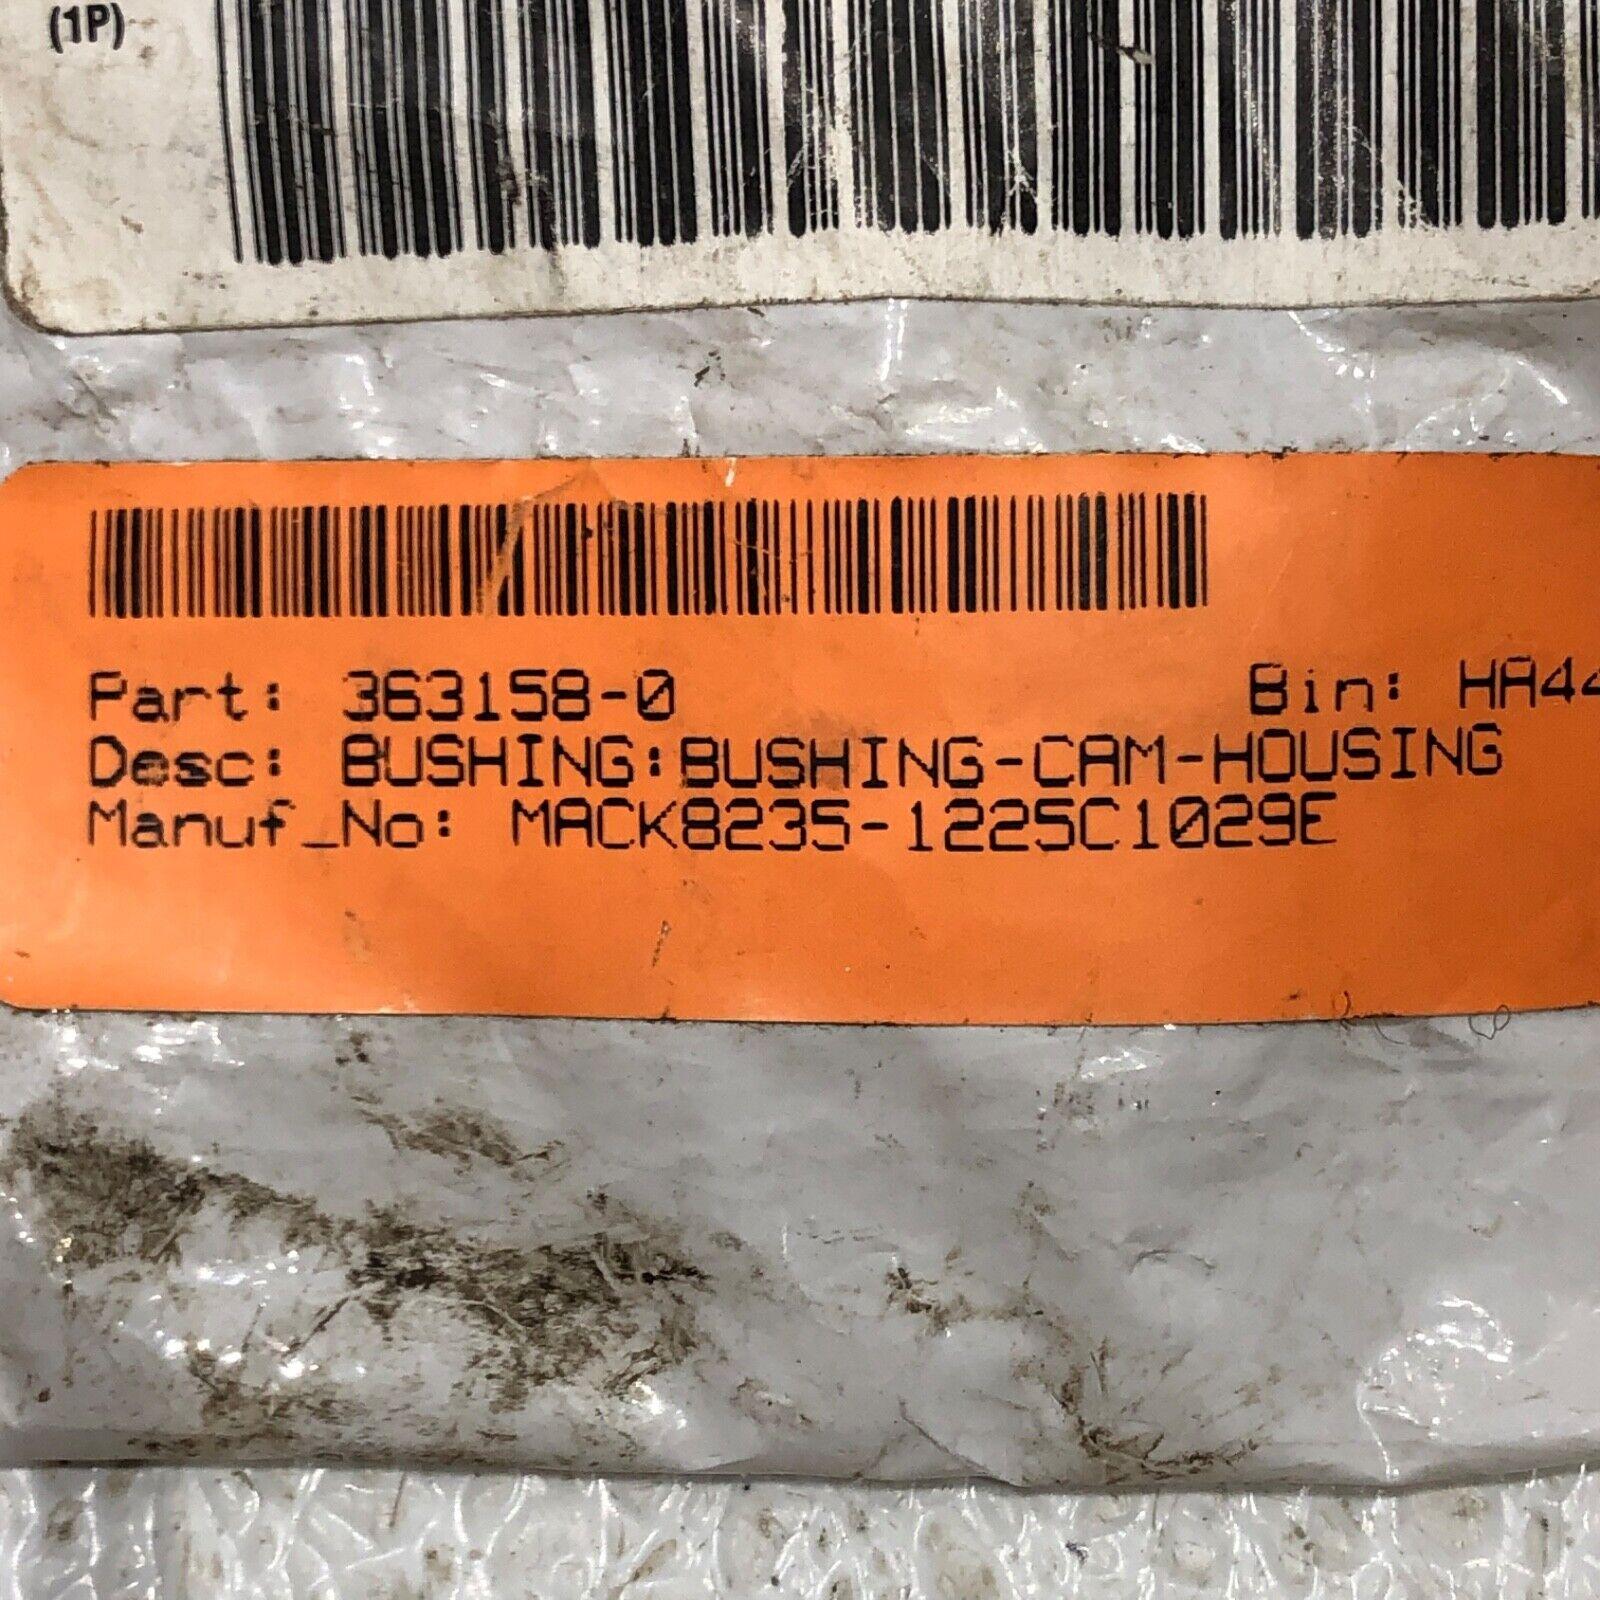 (1P)
Part: 363158-0 Bin: HA44
Desc: BUSHING:BUSHING-CAM-HOUSING
Manuf_No: MACK8235-1225C1029E